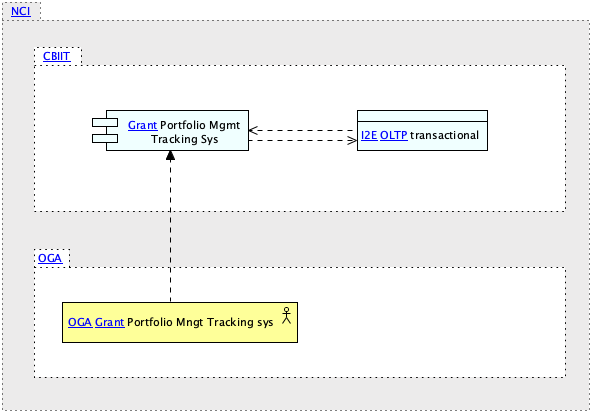 NCI
CBIIT
Grant Portfolio Mgmt
Tracking Sys
I2E OLTP transactional
OGA
OGA Grant Portfolio Mngt Tracking sys